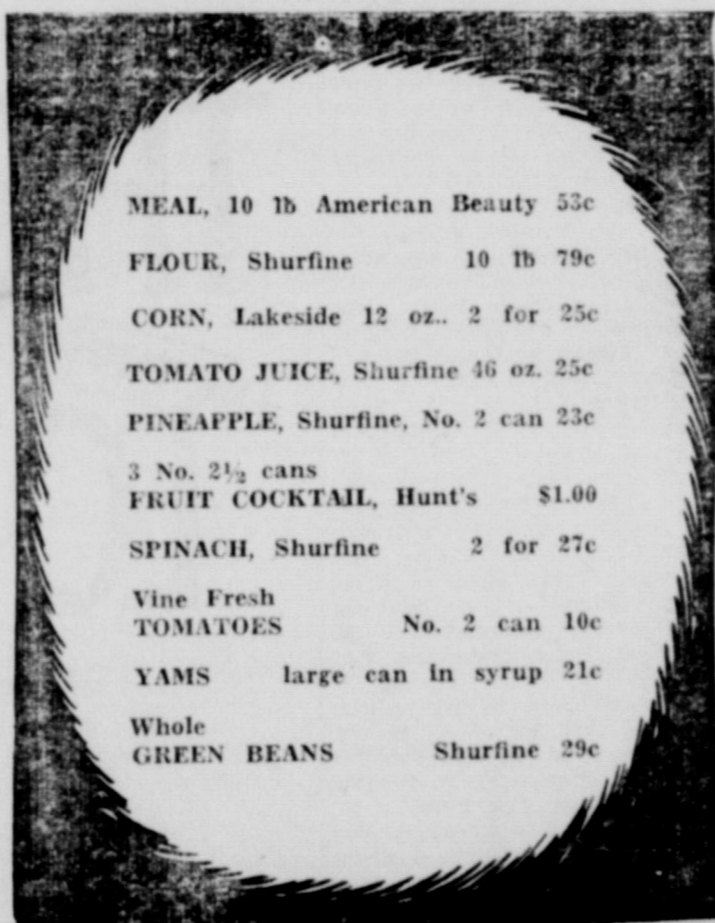 MEAL, 10 lb American Beauty 53c
FLOUR, Shurfine 10 lb 79c
CORN, Lakeside 12 oz.. 2 for 25c
TOMATO JUICE, Shurfine 46 oz. 25c
PINEAPPLE, Shurfine, No. 2 can 23c
3 No. 2½ cans
FRUIT COCKTAIL, Hunt's $1.00
SPINACH, Shurfine 2 for 27c
Vine Fresh
TOMATOES No. 2 can 10c
YAMS large can in syrup 21c
Whole
GREEN BEANS Shurfine 29c